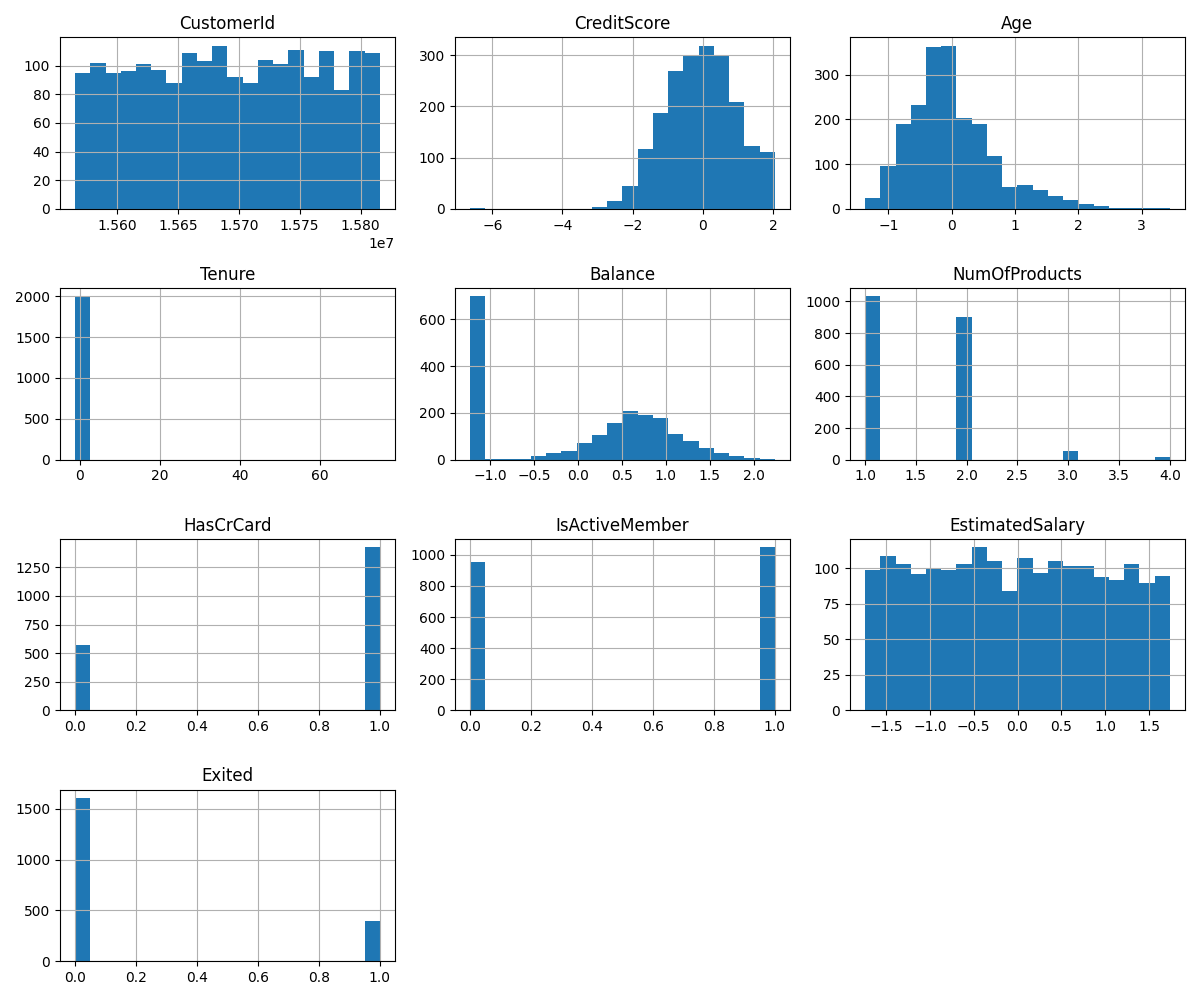 CustomerId
100
80
60
40
20
0
1.560 1.565 1.570 1.575 1.580
1e7
CreditScore
300
200
100
0
−6 −4 −2 0 2
Age
300
200
100
0
−1 0 1 2 3
Tenure
2000
1500
1000
500
0
0 20 40 60
Balance
600
400
200
0
−1.0 −0.5 0.0 0.5 1.0 1.5 2.0
NumOfProducts
1000
800
600
400
200
0
1.0 1.5 2.0 2.5 3.0 3.5 4.0
HasCrCard
1250
1000
750
500
250
0
0.0 0.2 0.4 0.6 0.8 1.0
IsActiveMember
1000
800
600
400
200
0
0.0 0.2 0.4 0.6 0.8 1.0
EstimatedSalary
100
75
50
25
0
−1.5 −1.0 −0.5 0.0 0.5 1.0 1.5
Exited
1500
1000
500
0
0.0 0.2 0.4 0.6 0.8 1.0